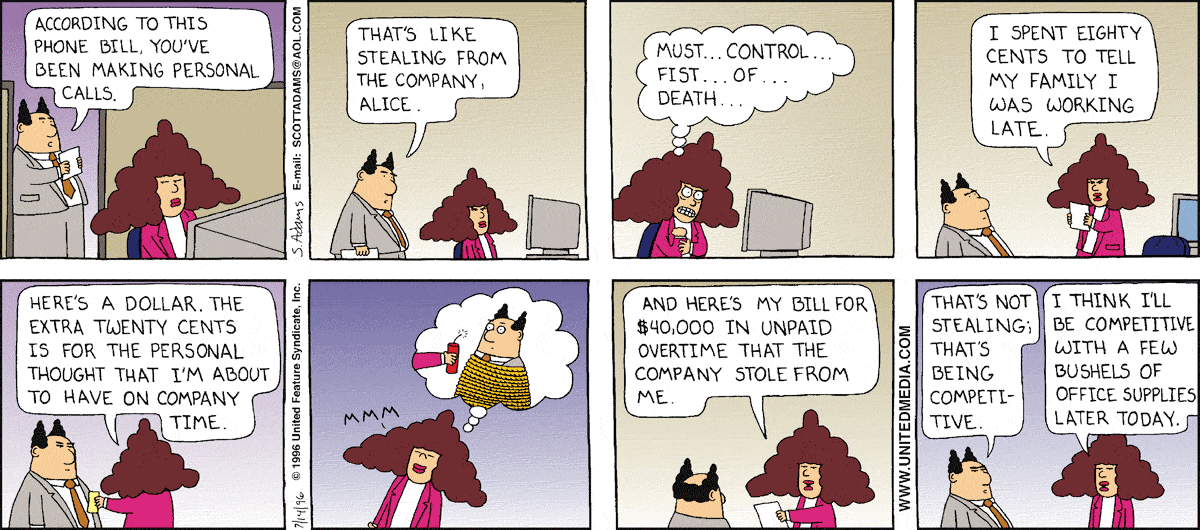 ACCORDING TO THIS
PHONE BILL, YOU'VE
BEEN MAKING PERSONAL
CALLS.
S. Adams E-mail: SCOTTADAMS@AOL.COM
THAT'S LIKE
STEALING FROM
THE COMPANY,
ALICE.
MUST... CONTROL...
FIST... OF...
DEATH...
I SPENT EIGHTY
CENTS TO TELL
MY FAMILY I
WAS WORKING
LATE.
HERE'S A DOLLAR. THE
EXTRA TWENTY CENTS
IS FOR THE PERSONAL
THOUGHT THAT I'M ABOUT
TO HAVE ON COMPANY
TIME.
7/14/96 © 1996 United Feature Syndicate, Inc.
MMM
AND HERE'S MY BILL FOR
$40,000 IN UNPAID
OVERTIME THAT THE
COMPANY STOLE FROM
ME.
WWW.UNITEDMEDIA.COM
THAT'S NOT
STEALING;
THAT'S
BEING
COMPETI-
TIVE.
I THINK I'LL
BE COMPETITIVE
WITH A FEW
BUSHELS OF
OFFICE SUPPLIES
LATER TODAY.